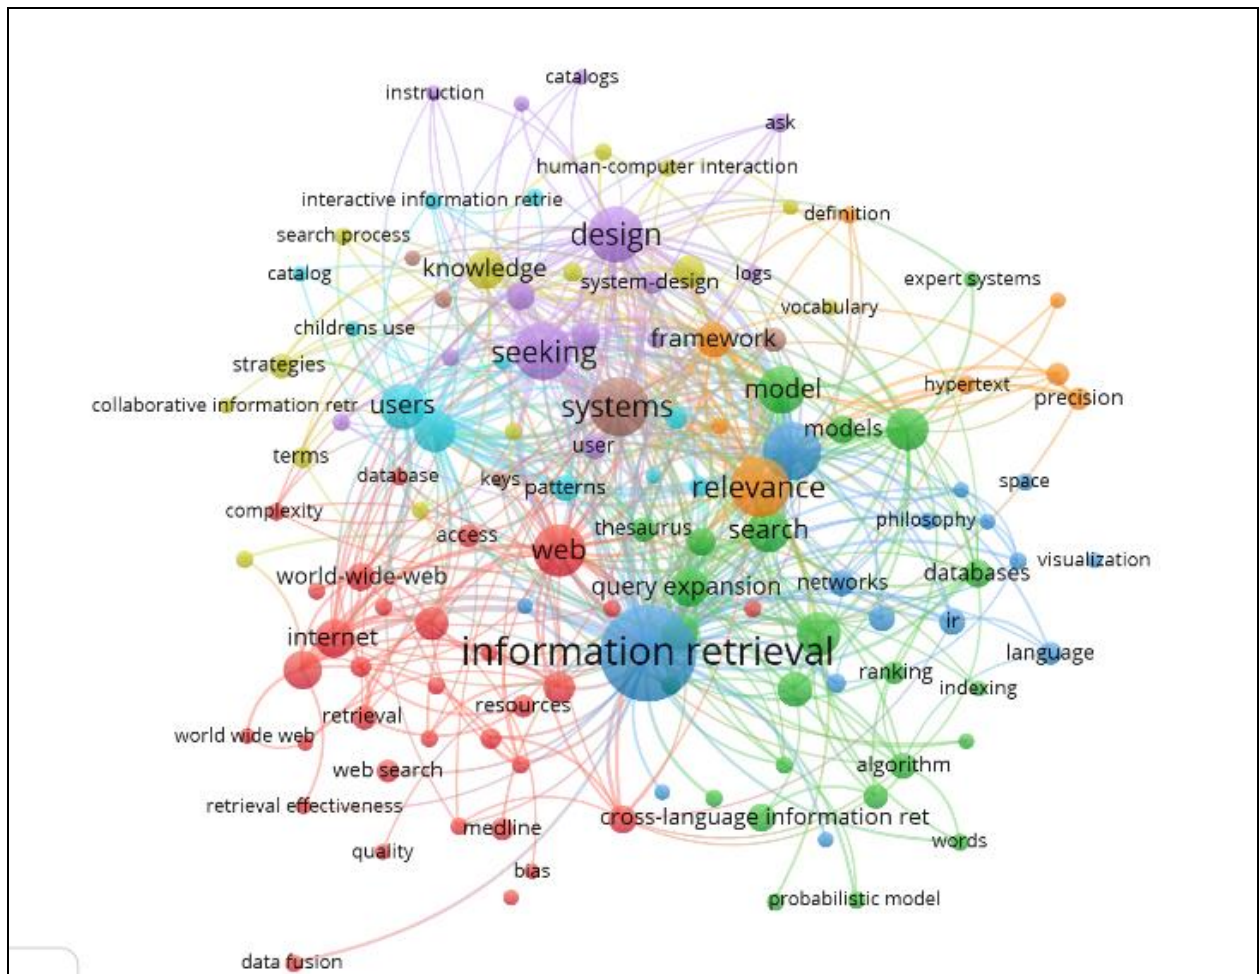 catalogs
instruction
ask
human-computer interaction
interactive information retrie
definition
search process
design
knowledge
catalog
system-design
logs
expert systems
vocabulary
childrens use
framework
seeking
strategies
hypertext
model
precision
collaborative information retr
users
systems
models
user
terms
database
keys
patterns
relevance
space
complexity
philosophy
thesaurus
search
access
web
visualization
world-wide-web
query expansion
networks
databases
ir
internet
information retrieval
language
ranking
indexing
resources
retrieval
world wide web
web search
algorithm
retrieval effectiveness
cross-language information ret
medline
words
quality
bias
probabilistic model
data fusion